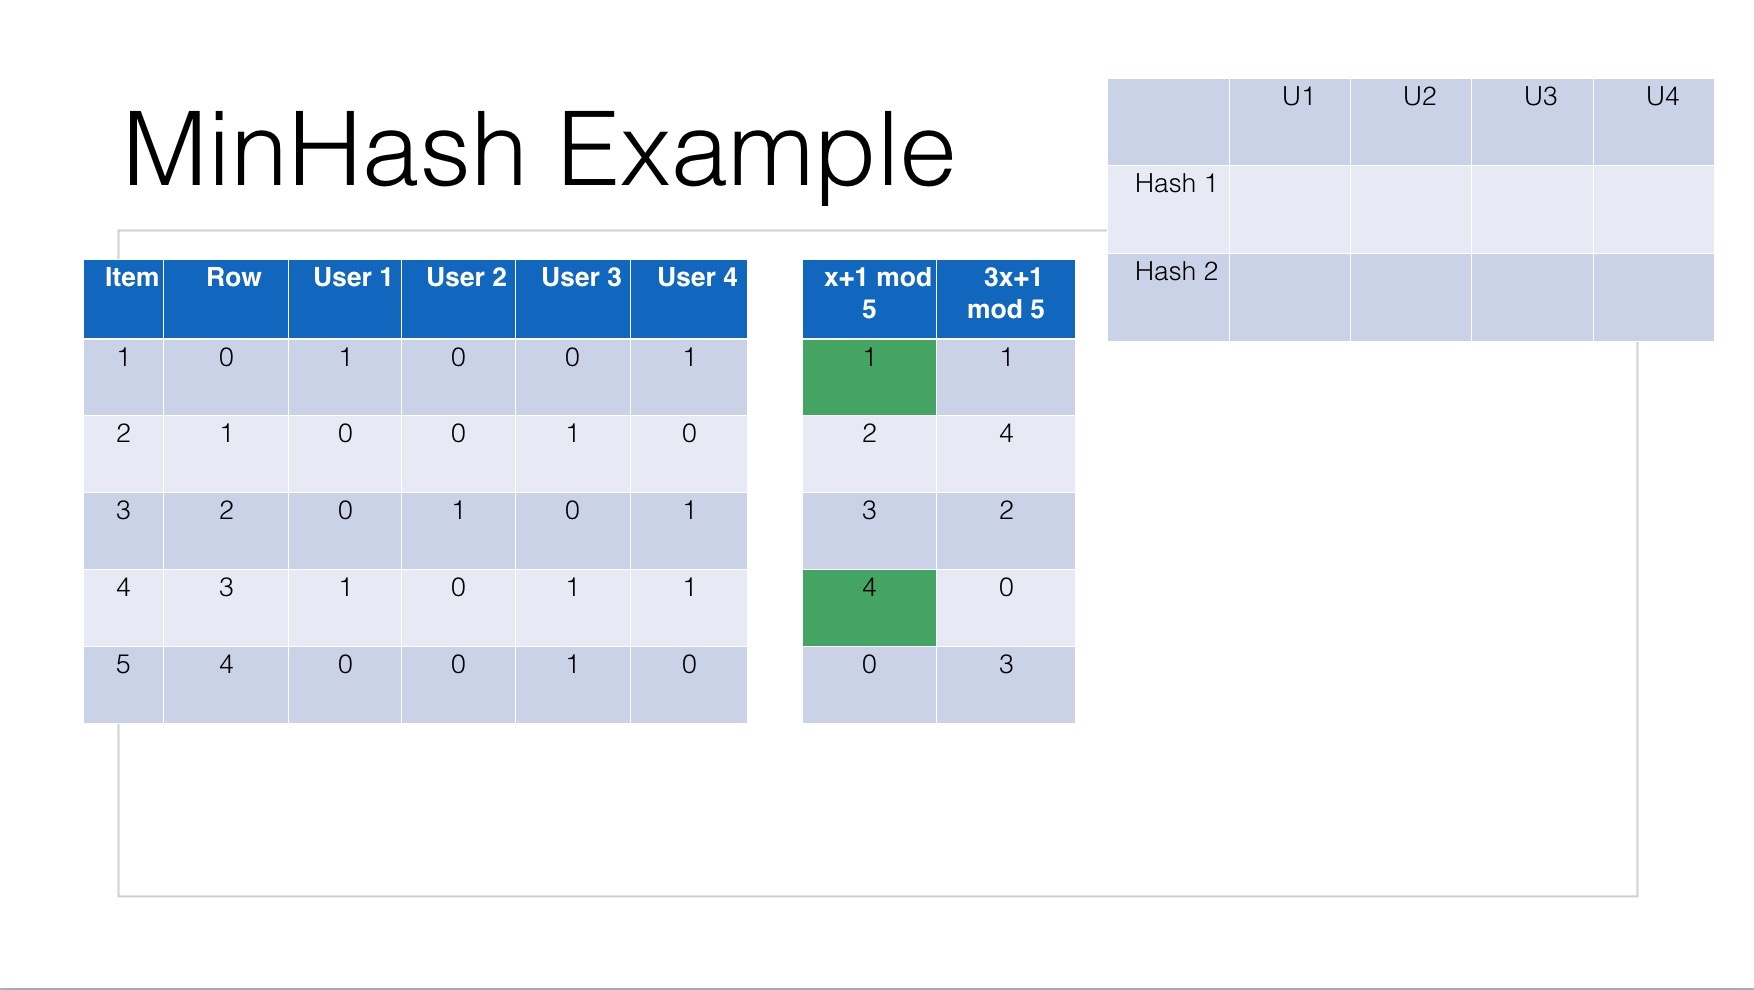 MinHash Example
U1 U2 U3 U4
Hash 1
Hash 2
Item Row User 1 User 2 User 3 User 4
1 0 1 0 0 1
2 1 0 0 1 0
3 2 0 1 0 1
4 3 1 0 1 1
5 4 0 0 1 0
x+1 mod 3x+1
5 mod 5
1 1
2 4
3 2
4 0
0 3